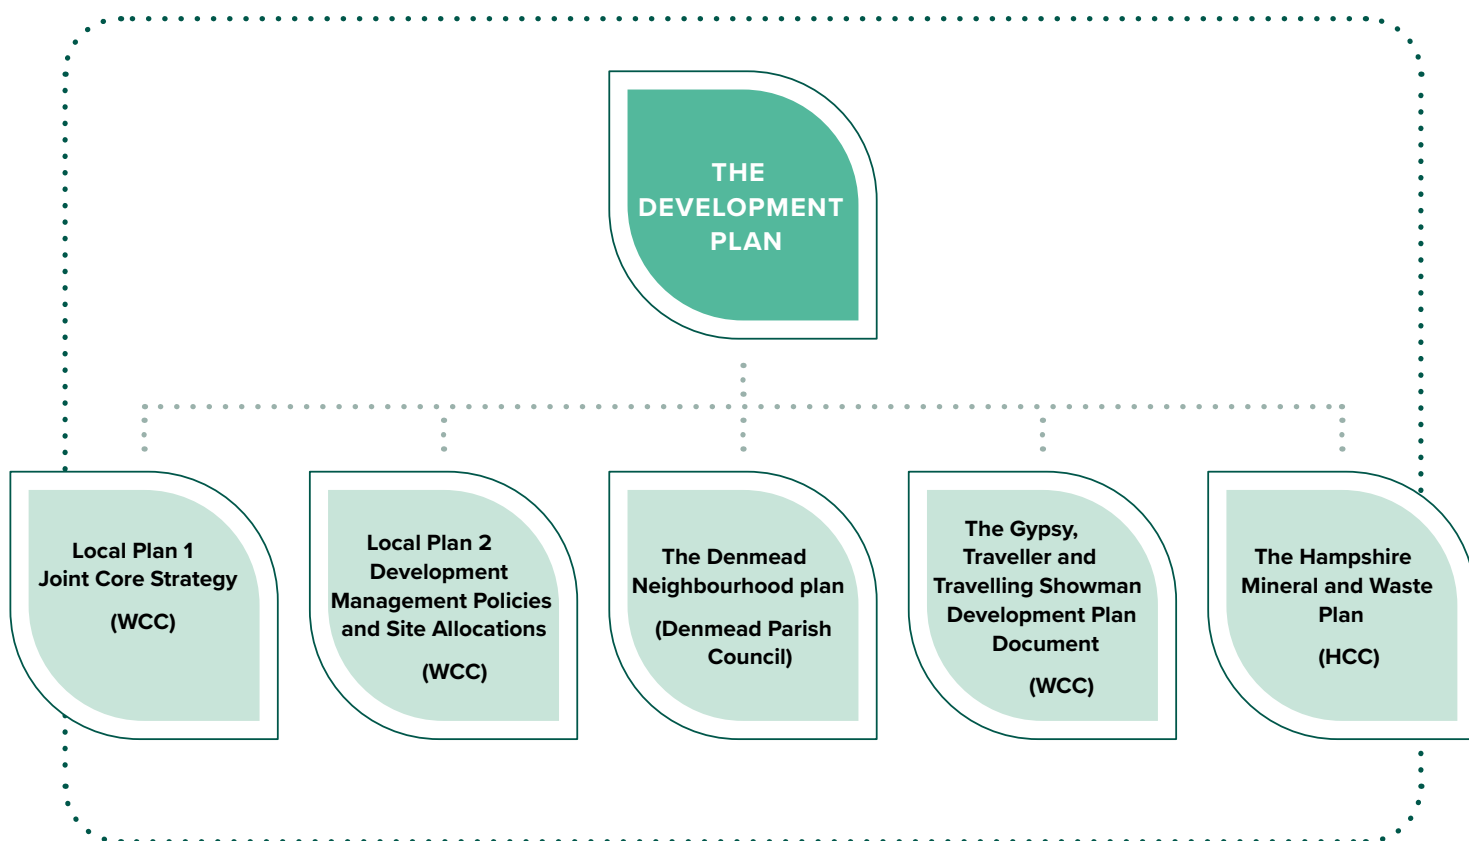 THE
DEVELOPMENT
PLAN
Local Plan 1
Joint Core Strategy
(WCC)
Local Plan 2
Development
Management Policies
and Site Allocations
(WCC)
The Denmead
Neighbourhood plan
(Denmead Parish
Council)
The Gypsy,
Traveller and
Travelling Showman
Development Plan
Document
(WCC)
The Hampshire
Mineral and Waste
Plan
(HCC)